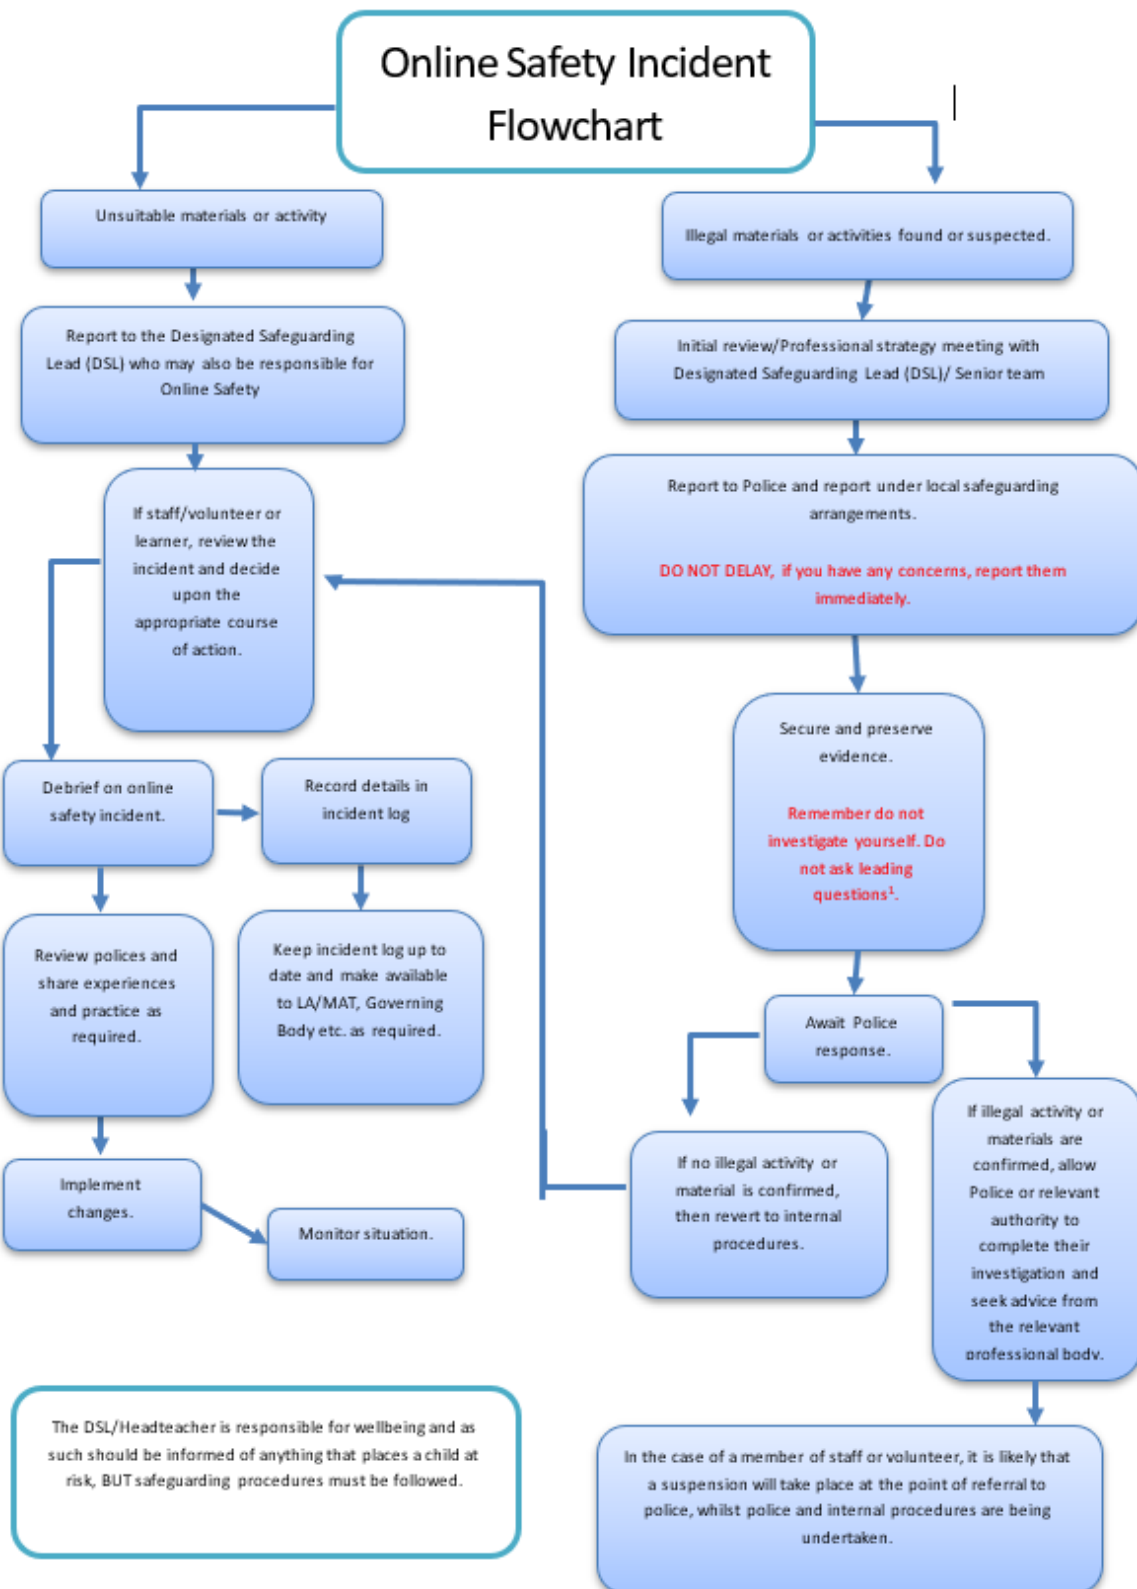 Online Safety Incident
Flowchart
Unsuitable materials or activity
Report to the Designated Safeguarding
Lead (DSL) who may also be responsible for
Online Safety
If staff/volunteer or
learner, review the
incident and decide
upon the
appropriate course
of action.
Debrief on online
safety incident.
Record details in
incident log
Review polices and
share experiences
and practice as
required.
Keep incident log up to
date and make available
to LA/MAT, Governing
Body etc. as required.
Implement
changes.
Monitor situation.
Illegal materials or activities found or suspected.
Initial review/Professional strategy meeting with
Designated Safeguarding Lead (DSL)/ Senior team
Report to Police and report under local safeguarding
arrangements.
DO NOT DELAY, if you have any concerns, report them
immediately.
Secure and preserve
evidence.
Remember do not
investigate yourself. Do
not ask leading
questions¹.
Await Police
response.
If no illegal activity or
material is confirmed,
then revert to internal
procedures.
If illegal activity or
materials are
confirmed, allow
Police or relevant
authority to
complete their
investigation and
seek advice from
the relevant
professional body.
In the case of a member of staff or volunteer, it is likely that
a suspension will take place at the point of referral to
police, whilst police and internal procedures are being
undertaken.
The DSL/Headteacher is responsible for wellbeing and as
such should be informed of anything that places a child at
risk, BUT safeguarding procedures must be followed.